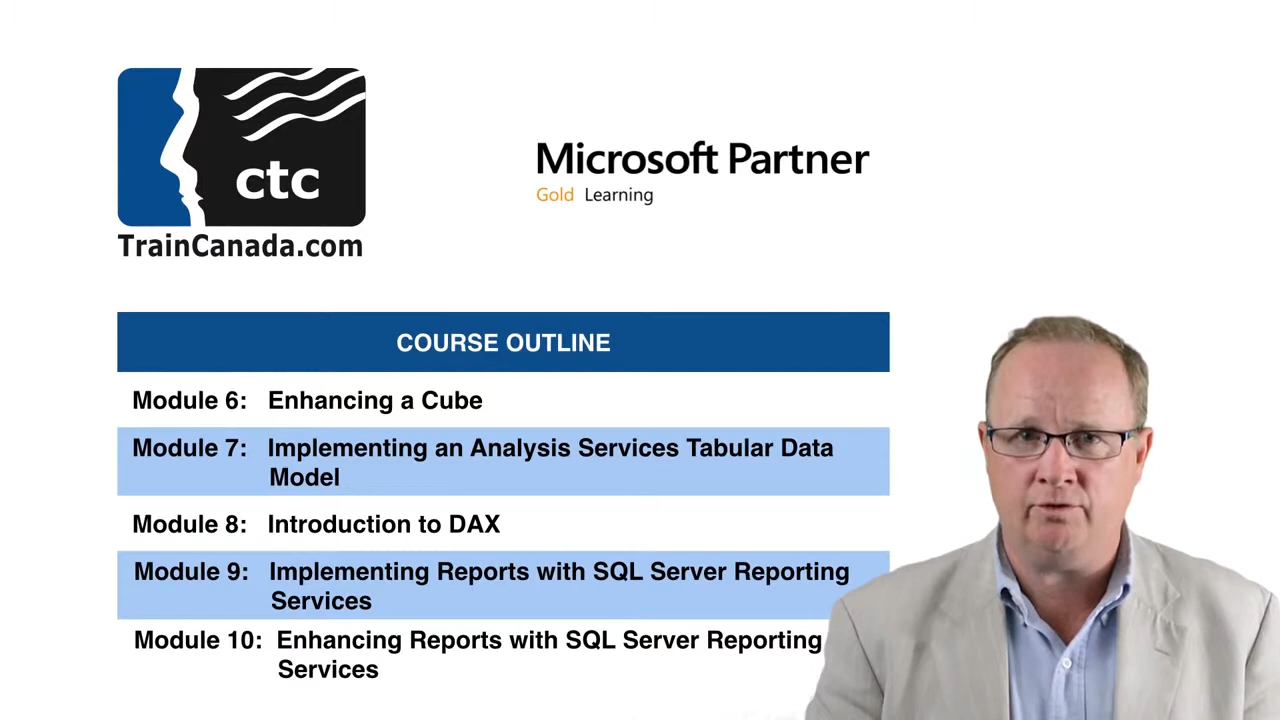 ctc
TrainCanada.com
Microsoft Partner
Gold Learning
COURSE OUTLINE
Module 6: Enhancing a Cube
Module 7: Implementing an Analysis Services Tabular Data
Model
Module 8: Introduction to DAX
Module 9: Implementing Reports with SQL Server Reporting
Services
Module 10: Enhancing Reports with SQL Server Reporting
Services